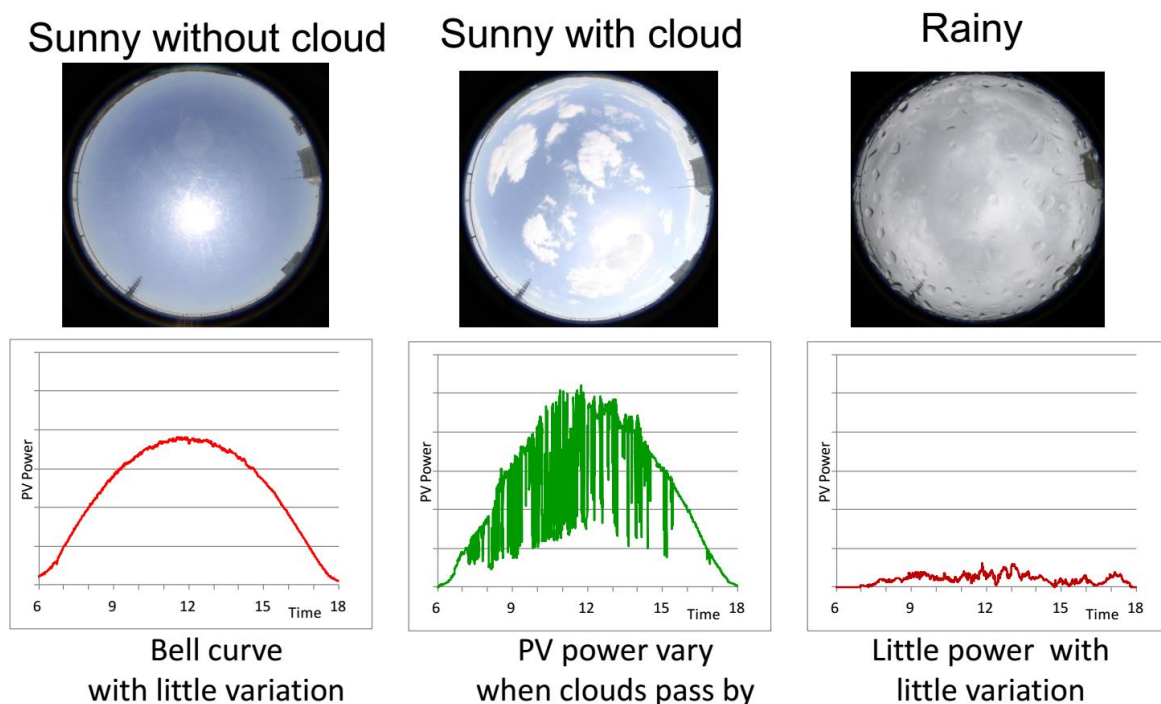 Sunny without cloud
Sunny with cloud
Rainy
PV Power
6
9
12
15
18
Time
PV Power
6
9
12
15
18
Time
PV Power
6
9
12
15
18
Time
Bell curve
with little variation
PV power vary
when clouds pass by
Little power with
little variation